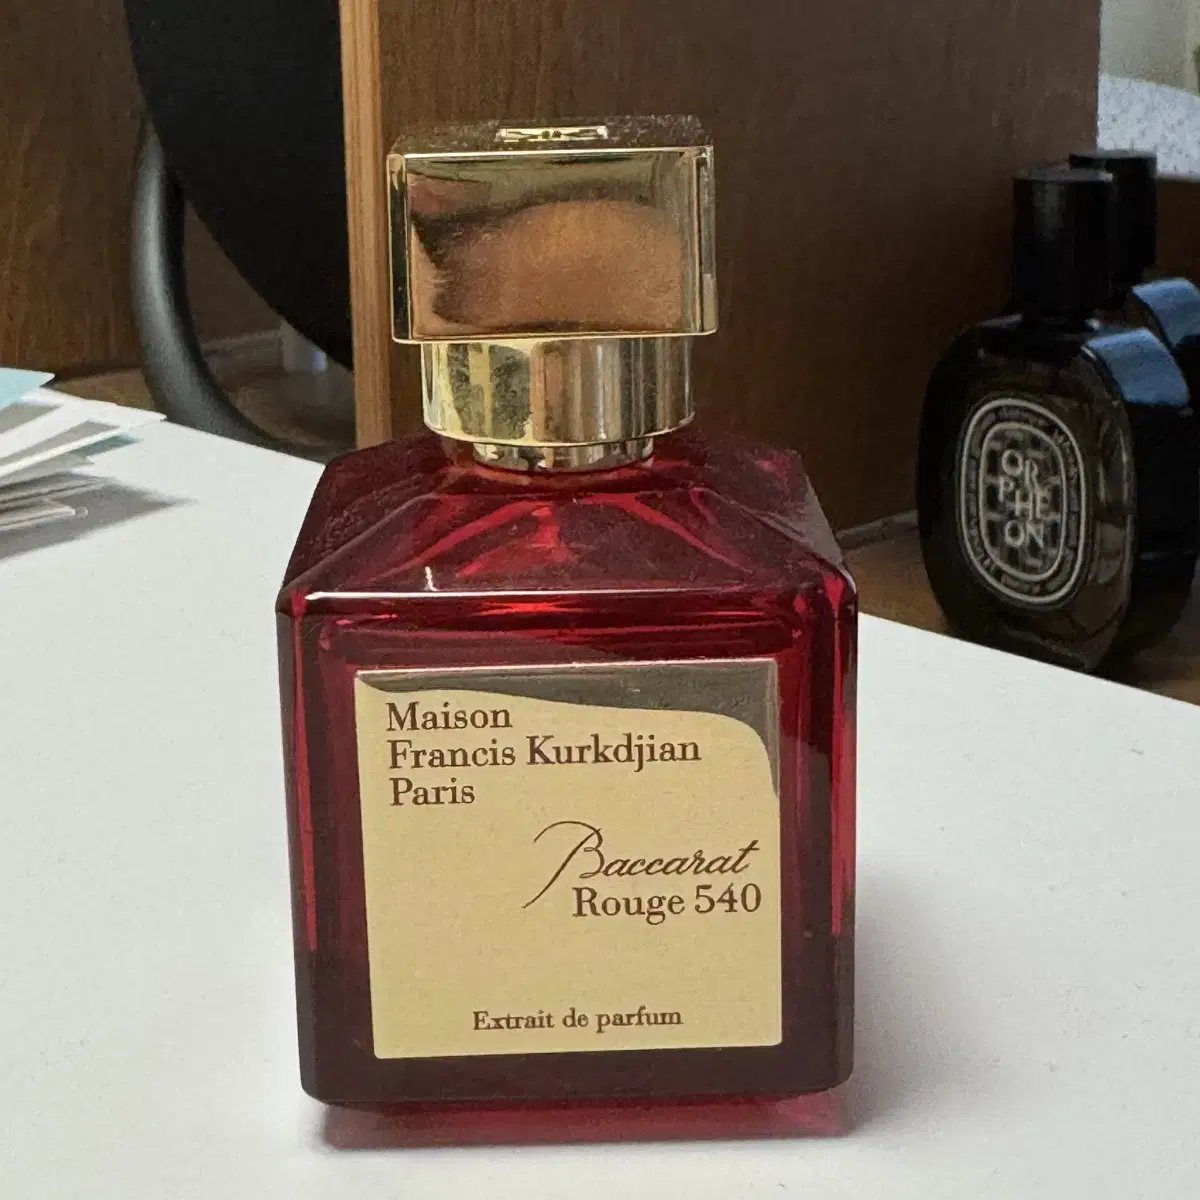 Maison
Francis Kurkdjian
Paris
Baccarat
Rouge 540
Extrait de parfum
OR
PHE
ON